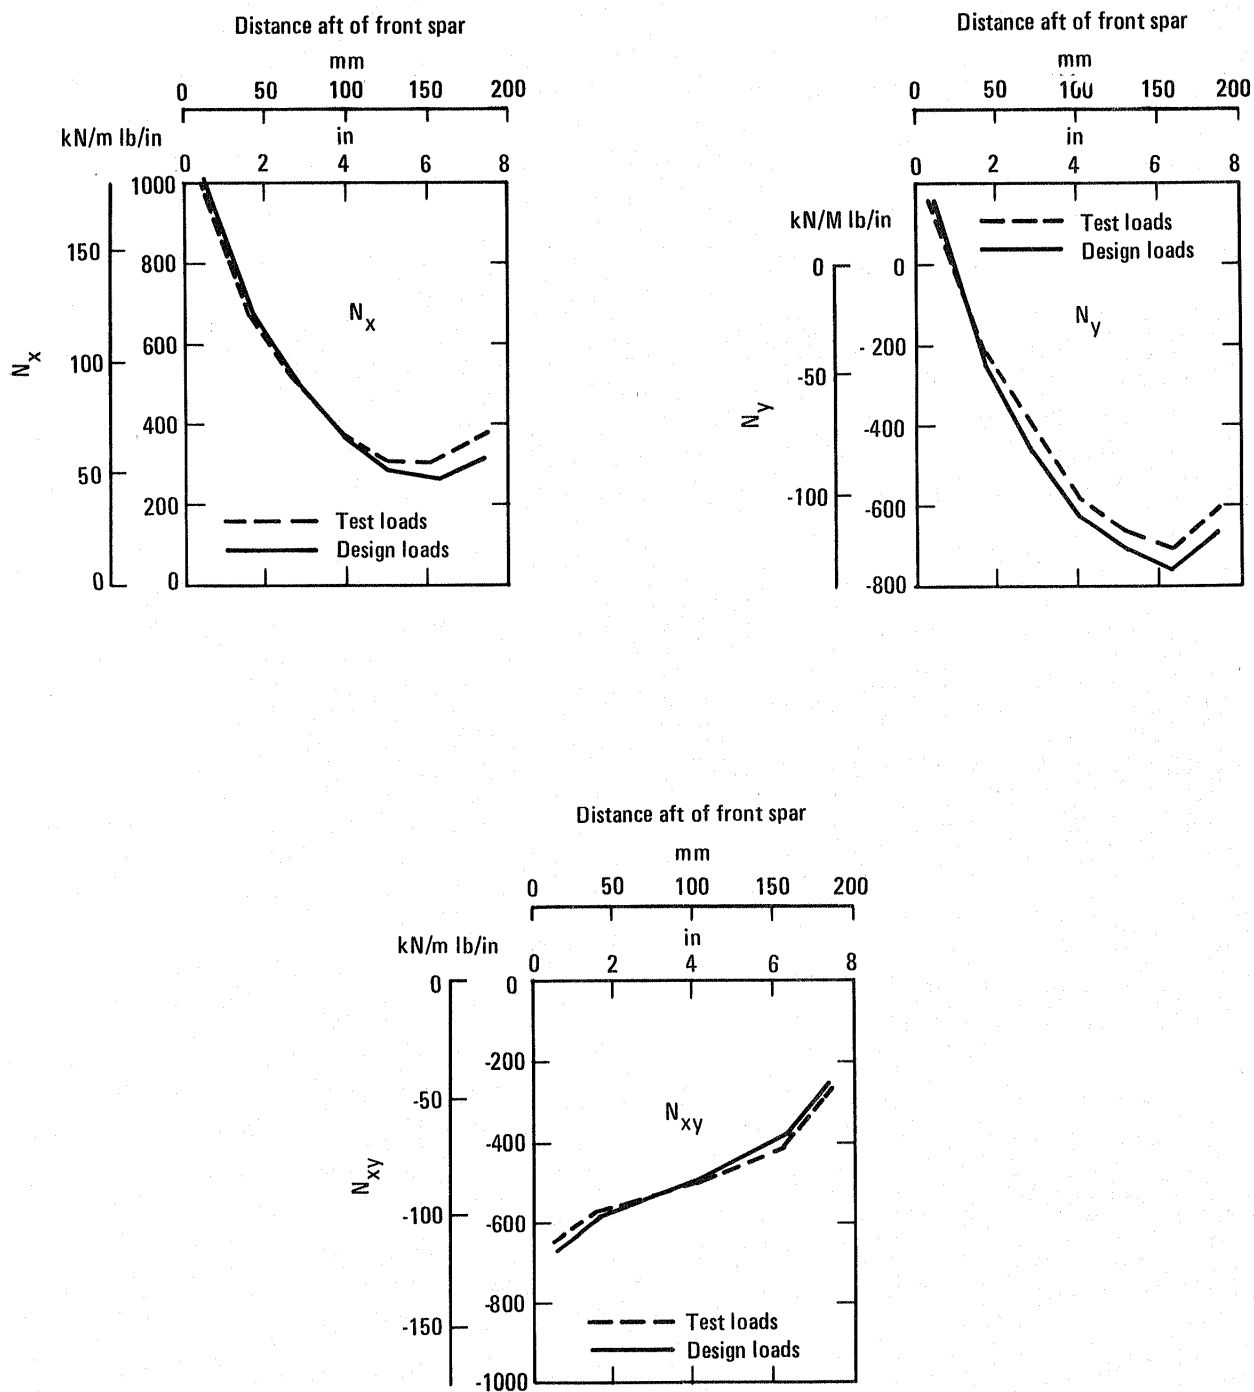 Distance aft of front spar
mm
0 50 100 150 200
in
kN/m lb/in
0 2 4 6 8
1000
800
600
400
200
0
150
100
50
0
N_x
N_x
Test loads
Design loads
Distance aft of front spar
mm
0 50 100 150 200
in
0 2 4 6 8
kN/M lb/in
0
-200
-400
-600
-800
0
-50
-100
N_y
N_y
Test loads
Design loads
Distance aft of front spar
mm
0 50 100 150 200
in
kN/m lb/in
0 2 4 6 8
0
-200
-400
-600
-800
-1000
0
-50
-100
-150
N_xy
N_xy
Test loads
Design loads